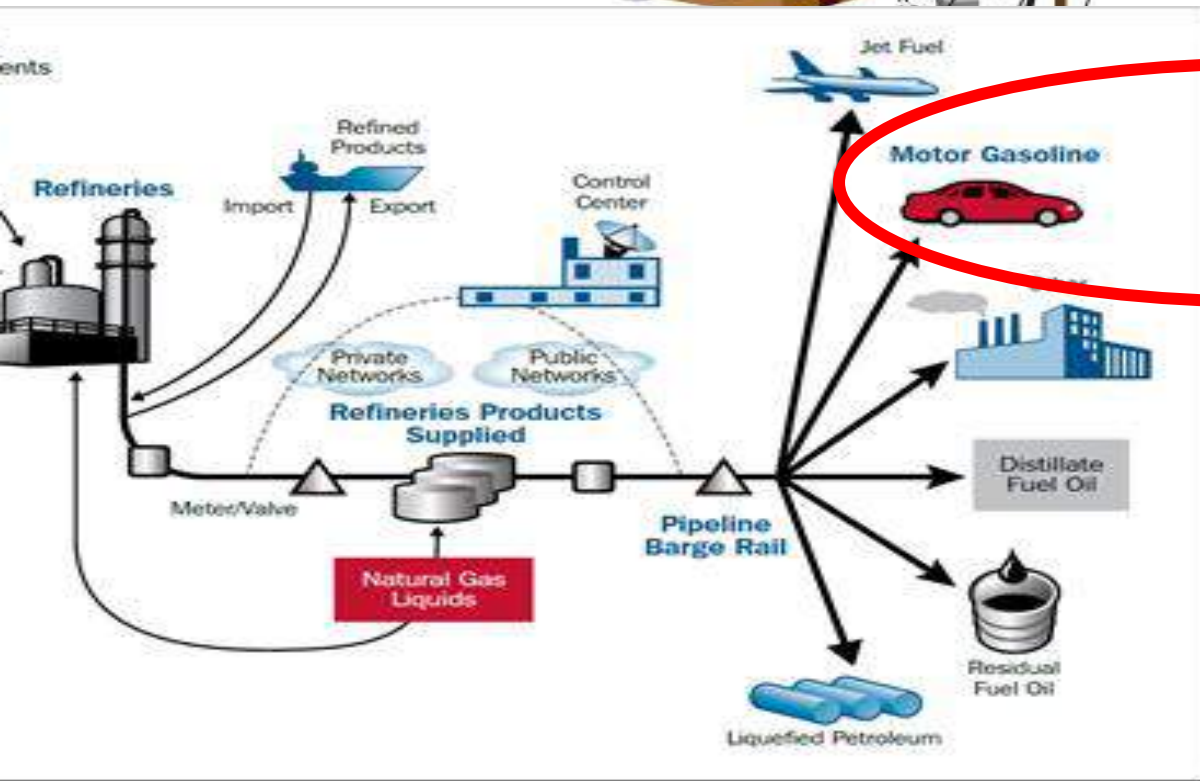 Jet Fuel
ents
Refined
Products
Motor Gasoline
Refineries
Import
Export
Control
Center
Private
Networks
Public
Networks
Refineries Products
Supplied
Distillate
Fuel Oil
Meter/Valve
Pipeline
Barge Rail
Natural Gas
Liquids
Residual
Fuel Oil
Liquefied Petroleum